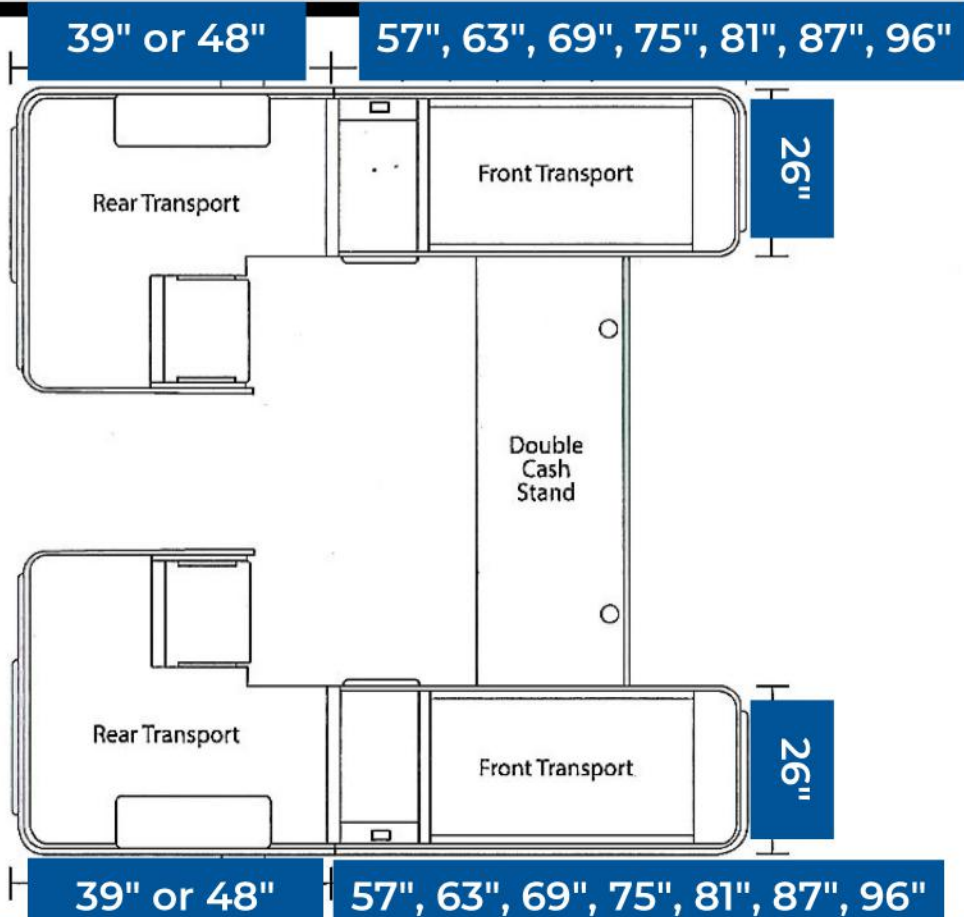 39" or 48"
57", 63", 69", 75", 81", 87", 96"
26"
Rear Transport
Front Transport
Double
Cash
Stand
Rear Transport
Front Transport
26"
39" or 48"
57", 63", 69", 75", 81", 87", 96"